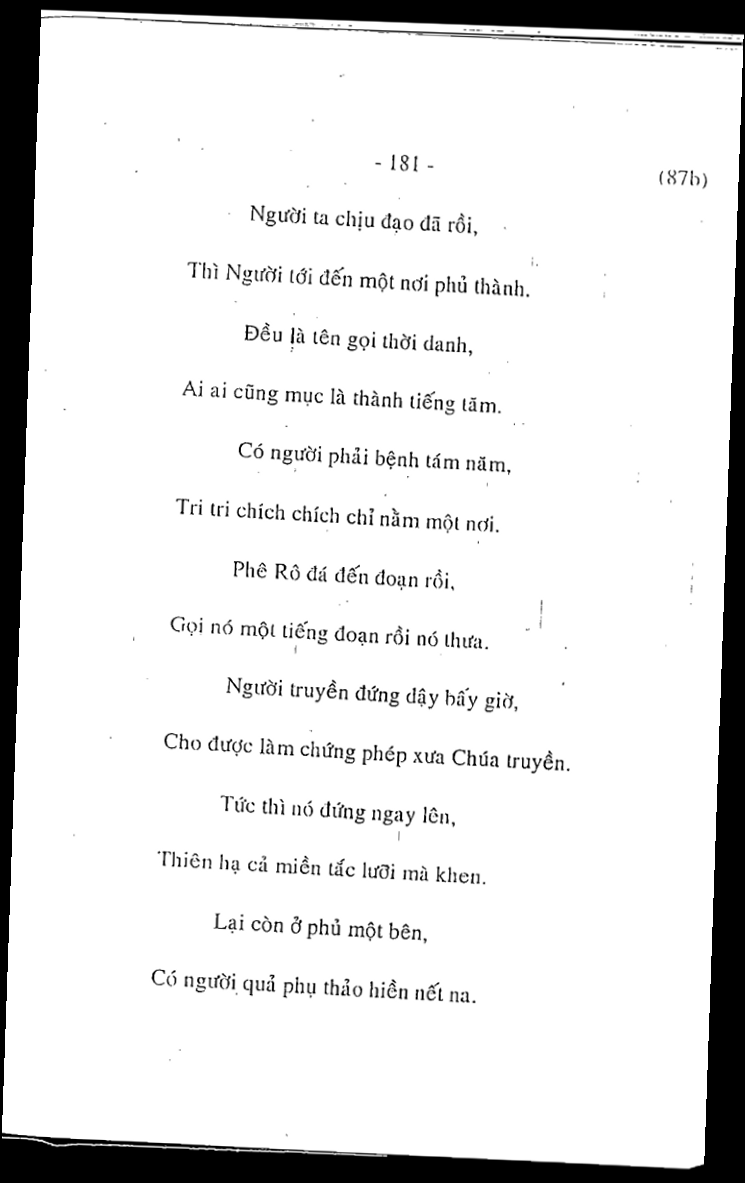 - 181 -
(87b)
Người ta chịu đạo đã rồi,
Thì Người tới đến một nơi phủ thành.
Đều là tên gọi thời danh,
Ai ai cũng mục là thành tiếng tăm.
Có người phải bệnh tám năm,
Tri tri chích chích chỉ nằm một nơi.
Phê Rô đá đến đoạn rồi,
Gọi nó một tiếng đoạn rồi nó thưa.
Người truyền đứng dậy bấy giờ,
Cho được làm chứng phép xưa Chúa truyền.
Tức thì nó đứng ngay lên,
Thiên hạ cả miền tắc lưỡi mà khen.
Lại còn ở phủ một bên,
Có người quả phụ thảo hiền nết na.